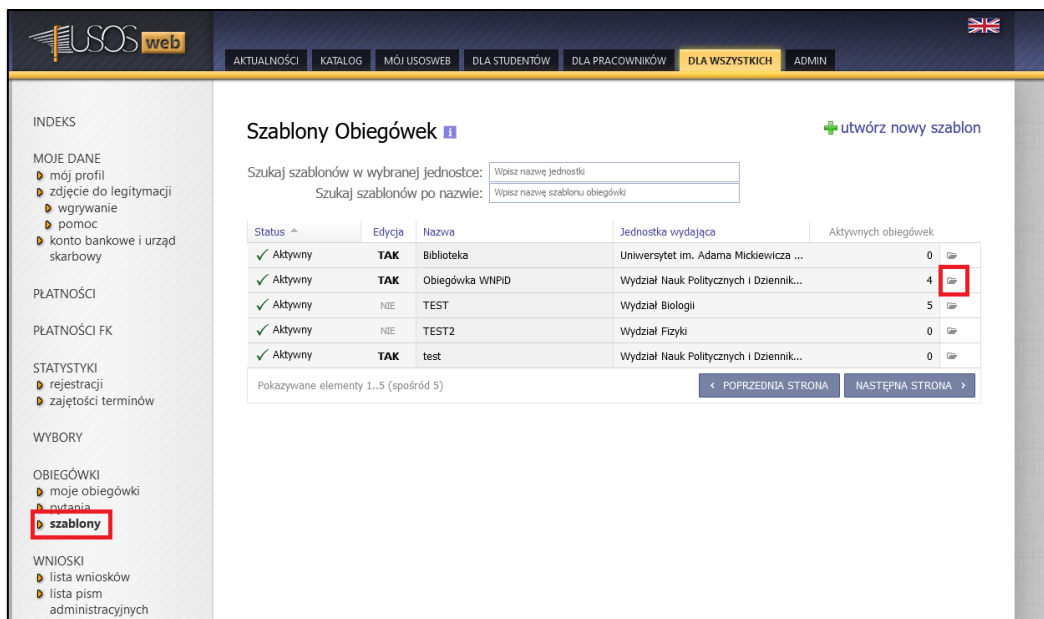 USOS web
AKTUALNOŚCI KATALOG MÓJ USOSWEB DLA STUDENTÓW DLA PRACOWNIKÓW DLA WSZYSTKICH ADMIN
INDEKS
MOJE DANE
mój profil
zdjęcie do legitymacji
wgrywanie
pomoc
konto bankowe i urząd
skarbowy
PŁATNOŚCI
PŁATNOŚCI FK
STATYSTYKI
rejestracji
zajętości terminów
WYBORY
OBIEGÓWKI
moje obiegówki
pytania
szablony
WNIOSKI
lista wniosków
lista pism
administracyjnych
Szablony Obiegówek i
utwórz nowy szablon
Szukaj szablonów w wybranej jednostce: Wpisz nazwę jednostki
Szukaj szablonów po nazwie: Wpisz nazwę szablonu obiegówki
Status Edycja Nazwa Jednostka wydająca Aktywnych obiegówek
Aktywny TAK Biblioteka Uniwersytet im. Adama Mickiewicza ... 0
Aktywny TAK Obiegówka WNPiD Wydział Nauk Politycznych i Dziennik... 4
Aktywny NIE TEST Wydział Biologii 5
Aktywny NIE TEST2 Wydział Fizyki 0
Aktywny TAK test Wydział Nauk Politycznych i Dziennik... 0
Pokazywane elementy 1..5 (spośród 5) ‹ POPRZEDNIA STRONA NASTĘPNA STRONA ›